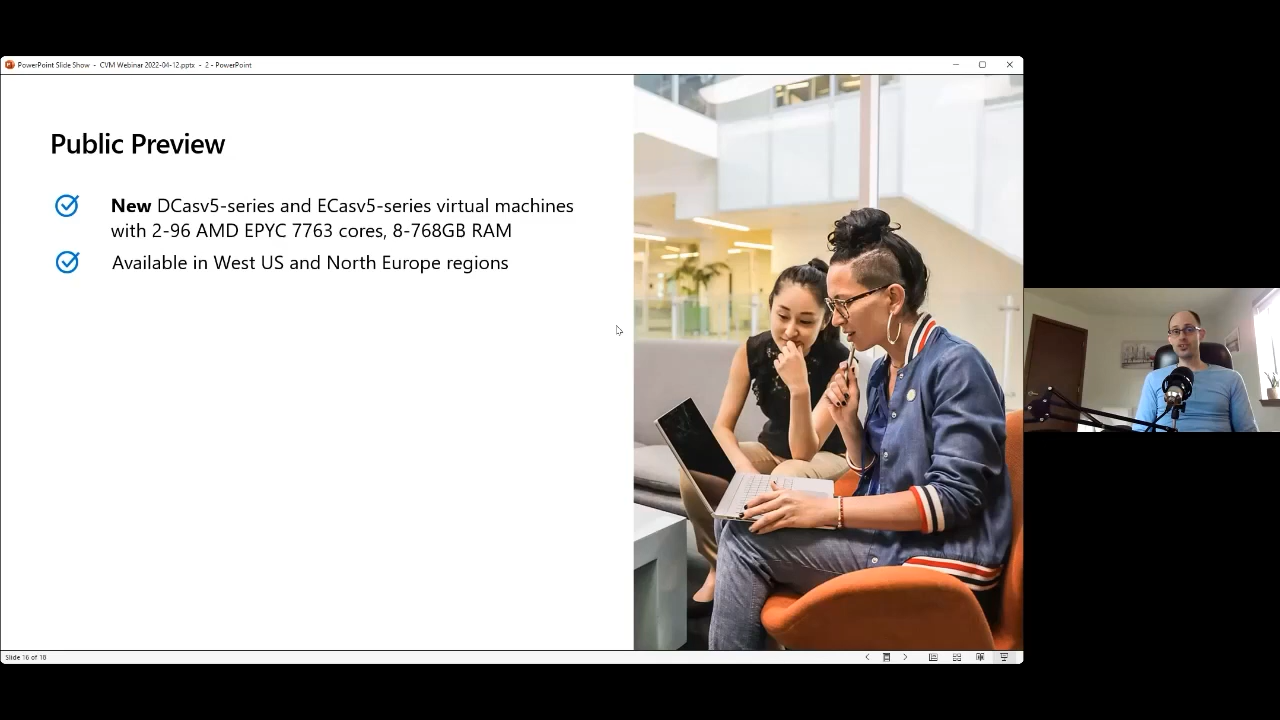 PowerPoint Slide Show - CVM Webinar 2022-04-12.pptx - 2 - PowerPoint
Public Preview
New DCasv5-series and ECasv5-series virtual machines
with 2-96 AMD EPYC 7763 cores, 8-768GB RAM
Available in West US and North Europe regions
Slide 16 of 18